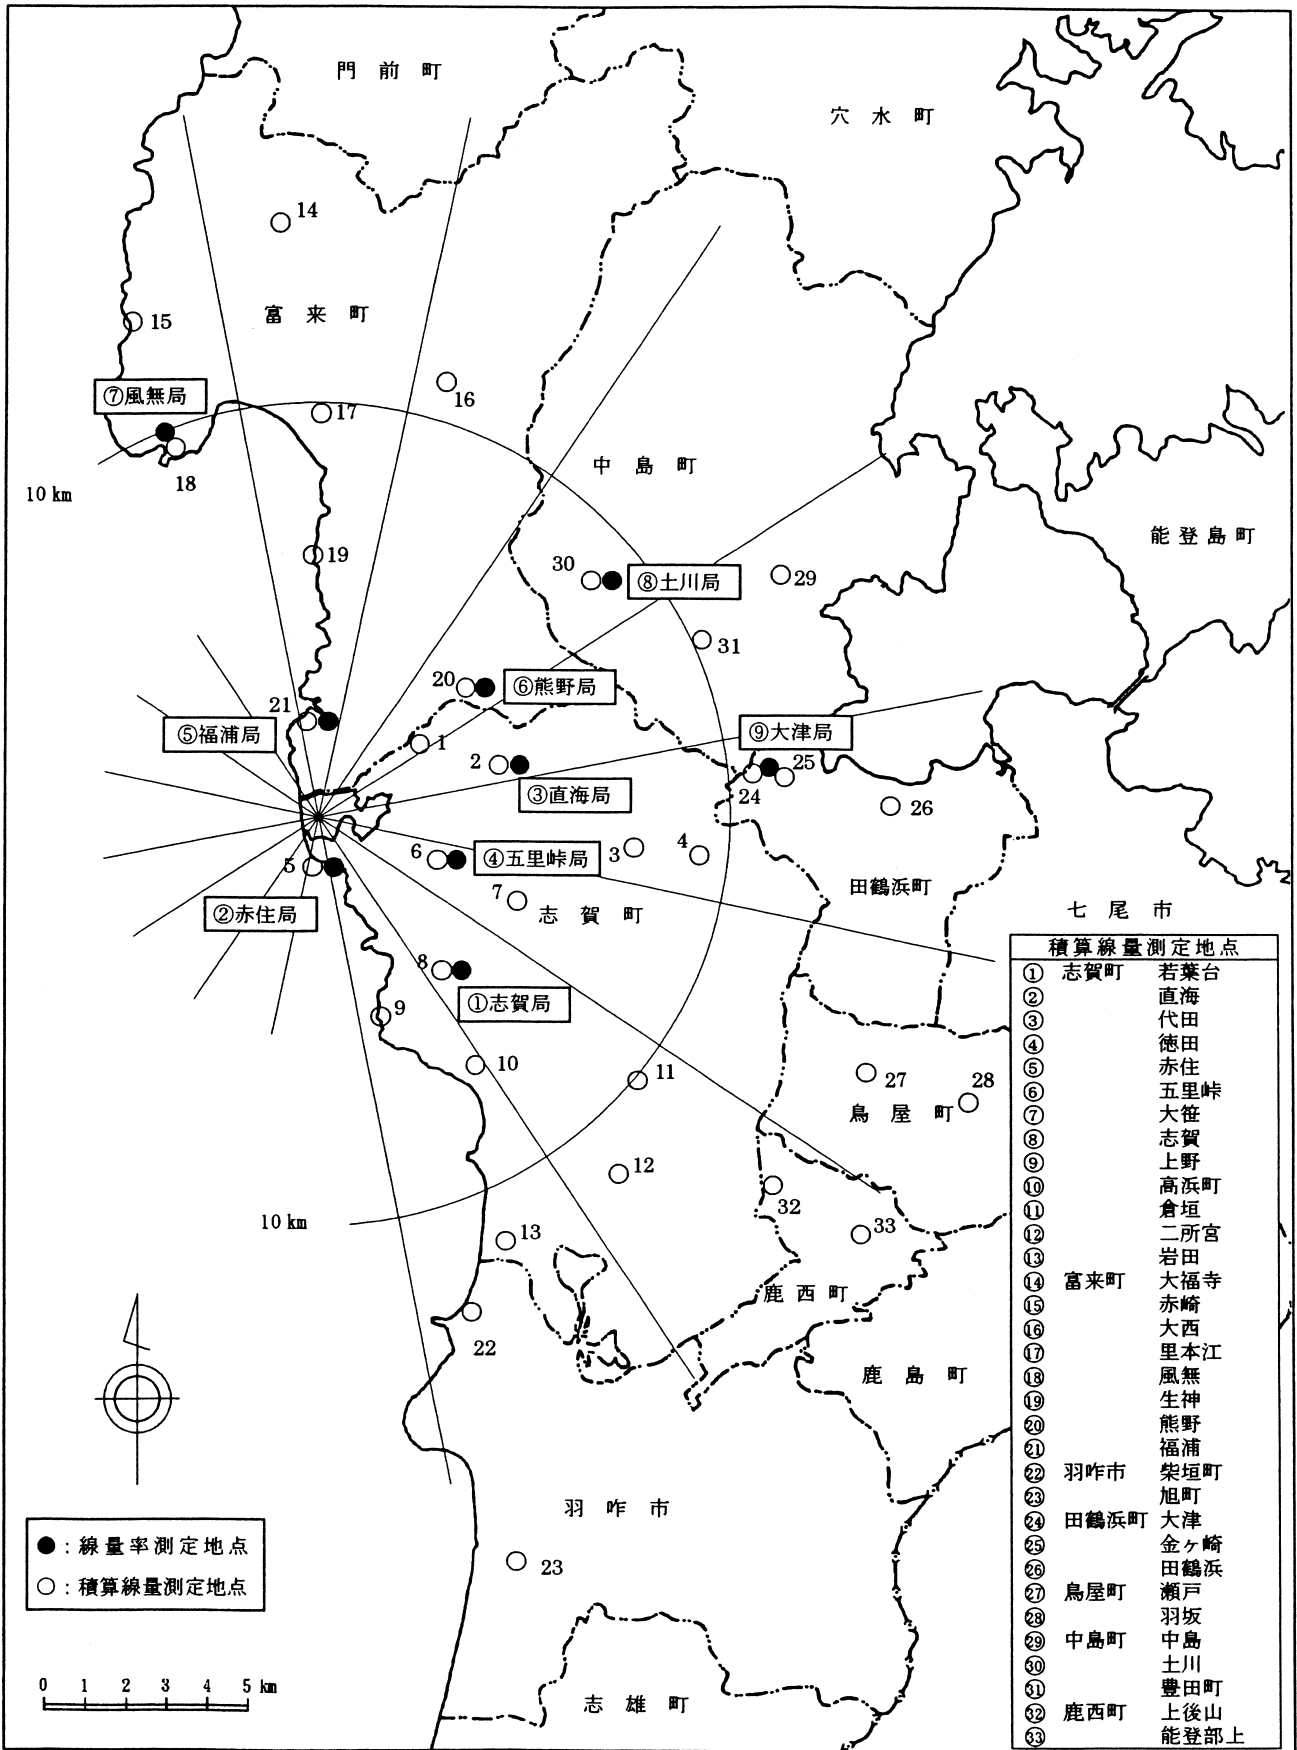 門前町
穴水町
14
富来町
15
⑦風無局
16
17
18
10 km
中島町
能登島町
19
30
⑧土川局
29
31
20
⑥熊野局
21
⑤福浦局
1
2
③直海局
⑨大津局
24
25
26
5
②赤住局
6
④五里峠局
3
4
7
志賀町
田鶴浜町
七尾市
8
①志賀局
9
10
11
27
28
鳥屋町
12
10 km
13
32
33
鹿西町
22
鹿島町
羽咋市
23
志雄町
● : 線量率測定地点
○ : 積算線量測定地点
0 1 2 3 4 5 km
積算線量測定地点
① 志賀町 若葉台
② 直海
③ 代田
④ 徳田
⑤ 赤住
⑥ 五里峠
⑦ 大笹
⑧ 志賀
⑨ 上野
⑩ 高浜町
⑪ 倉垣
⑫ 二所宮
⑬ 岩田
⑭ 富来町 大福寺
⑮ 赤崎
⑯ 大西
⑰ 里本江
⑱ 風無
⑲ 生神
⑳ 熊野
㉑ 福浦
㉒ 羽咋市 柴垣町
㉓ 旭町
㉔ 田鶴浜町 大津
㉕ 金ヶ崎
㉖ 田鶴浜
㉗ 鳥屋町 瀬戸
㉘ 羽坂
㉙ 中島町 中島
㉚ 土川
㉛ 豊田町
㉜ 鹿西町 上後山
㉝ 能登部上